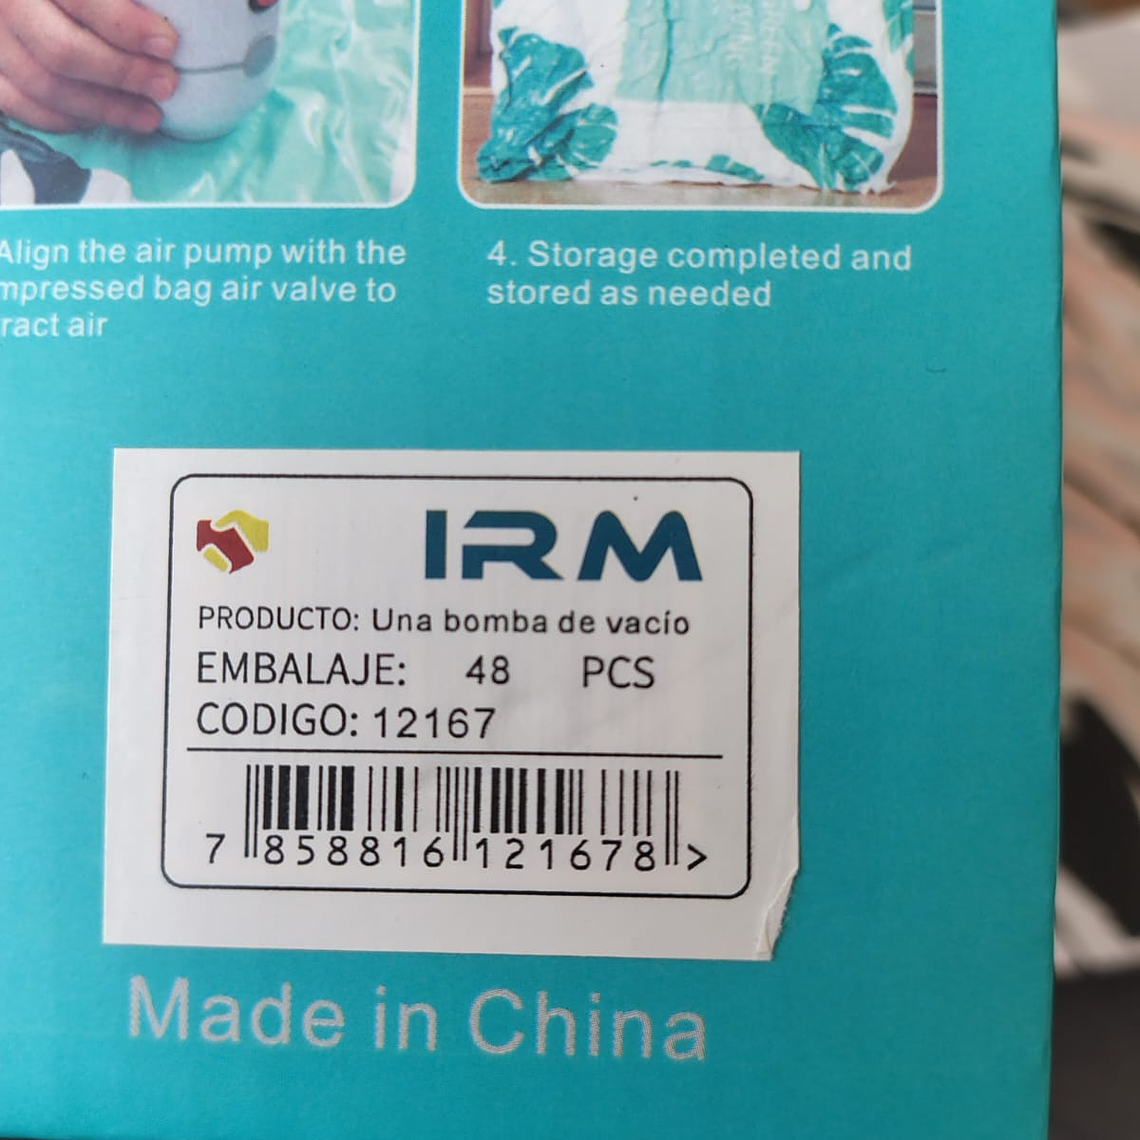 Align the air pump with the
mpressed bag air valve to
ract air
4. Storage completed and
stored as needed
IRM
PRODUCTO: Una bomba de vacío
EMBALAJE: 48 PCS
CODIGO: 12167
7 858816 121678 >
Made in China